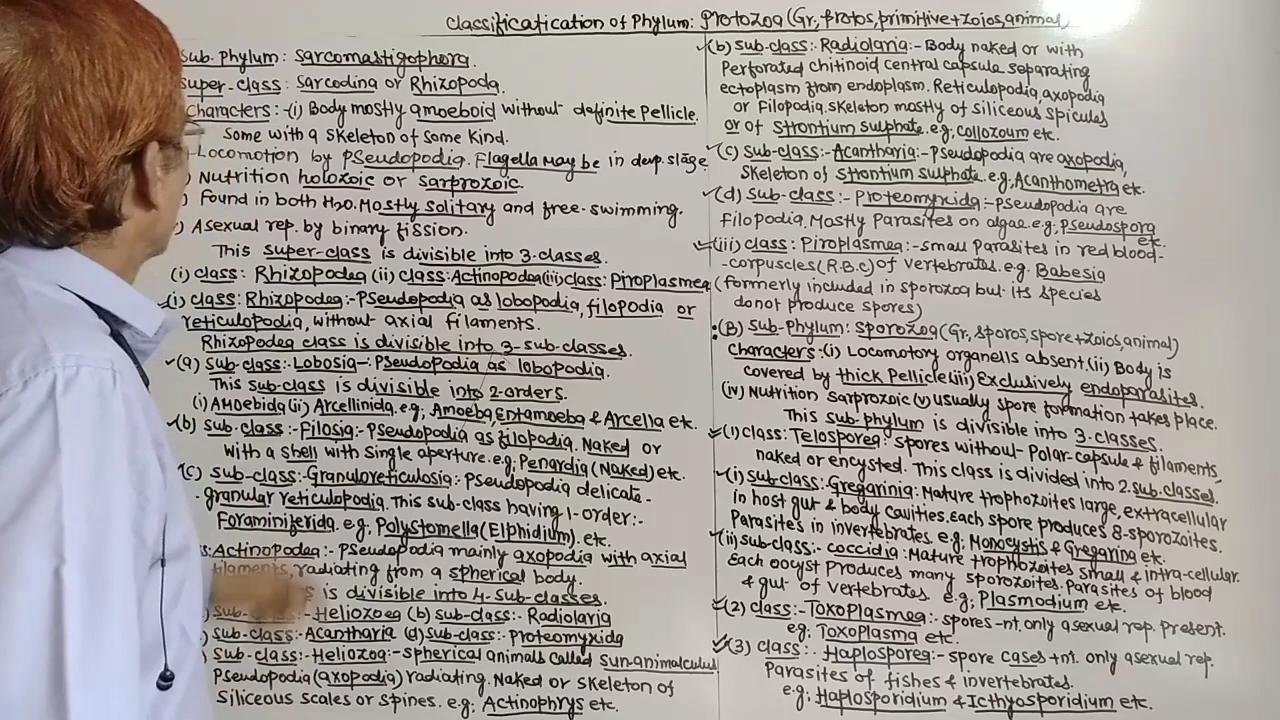 Classificatication of Phylum: Protozoa (Gr, Protos, primitive+zoios, animal)
Sub. Phylum: Sarcomastigophora.
Super-class: Sarcodina or Rhizopoda.
Characters:-(i) Body mostly amoeboid without definite Pellicle.
Some with a skeleton of some kind.
Locomotion by Pseudopodia. Flagella may be in devp. stage
) Nutrition holozoic or sarprozoic.
) Found in both H2O. Mostly solitary and free-swimming.
) Asexual rep. by binary fission.
This super-class is divisible into 3-classes.
(i) class: Rhizopodea (ii) class: Actinopodea (iii) class: Piroplasmea
(i) class: Rhizopodea:- Pseudopodia as lobopodia, filopodia or
reticulopodia, without axial filaments.
Rhizopodea class is divisible into 3-sub-classes.
(a) Sub-class:-Lobosia-: Pseudopodia as lobopodia.
This sub-class is divisible into 2-orders.
(i) Amoebida (ii) Arcellinida. e.g; Amoeba, Entamoeba & Arcella etc.
(b) Sub-class:-Filosia:- Pseudopodia as filopodia. Naked or
with a shell with single aperture. e.g; Penardia (Naked) etc.
(C) Sub-class:-Granuloreticulosia:- Pseudopodia delicate-
-granular reticulopodia. This sub-class having 1-order:-
Foraminiferida. e.g; Polystomella (Elphidium). etc.
s: Actinopodea:- Pseudopodia mainly axopodia with axial
filaments, radiating from a spherical body.
is divisible into 4-sub-classes.
) Sub-class:- Heliozoea (b) sub-class:- Radiolaria
) Sub-class:-Acantharia (d) sub-class:- Proteomyxida
) Sub-class:-Heliozoa:-spherical animals called sun-animalculus
Pseudopodia (axopodia) radiating. Naked or skeleton of
siliceous scales or spines. e.g; Actinophrys etc.
(b) Sub-class:- Radiolaria:- Body naked or with
Perforated chitinoid central capsule separating
ectoplasm from endoplasm. Reticulopodia, axopodia
or Filopodia. Skeleton mostly of siliceous spicules
or of strontium sulphate. e.g; collozoum etc.
(c) Sub-class:-Acantharia:- Pseudopodia are axopodia,
skeleton of strontium sulphate. e.g; Acanthometra etc.
(d) Sub-class:- Proteomyxida:- Pseudopodia are
filopodia. Mostly Parasites on algae. e.g; Pseudospora
etc.
(iii) class: Piroplasmea:- small Parasites in red blood-
-corpuscles (R.B.C) of vertebrates. e.g. Babesia
(formerly included in sporozoa but its species
donot produce spores)
(B) Sub-Phylum: Sporozoa (Gr, sporos, spore+zoios, animal)
Characters:-(i) Locomotory organells absent. (ii) Body is
covered by thick Pellicle (iii) Exclusively endoparasites.
(iv) Nutrition Sarprozoic (v) usually spore formation takes place.
This sub-phylum is divisible into 3-classes.
(1) class: Telosporea: spores without- Polar-capsule & filaments,
naked or encysted. This class is divided into 2 sub.classes.
(i) Sub-class: Gregarinia: Mature trophozoites large, extracellular
in host gut & body cavities. Each spore produces 8-sporozoites.
Parasites in invertebrates. e.g; Monocystis & Gregarina etc.
(ii) sub-class:- coccidia: Mature trophozoites small & intra-cellular.
Each oocyst produces many sporozoites. Parasites of blood
& gut of vertebrates. e.g; Plasmodium etc.
(2) class:- Toxoplasmea:- spores-nt. only asexual rep. present.
e.g; Toxoplasma etc.
(3) class:- Haplosporea:- spore cases +nt. only asexual rep.
Parasites of fishes & invertebrates.
e.g; Haplosporidium & Icthyosporidium etc.